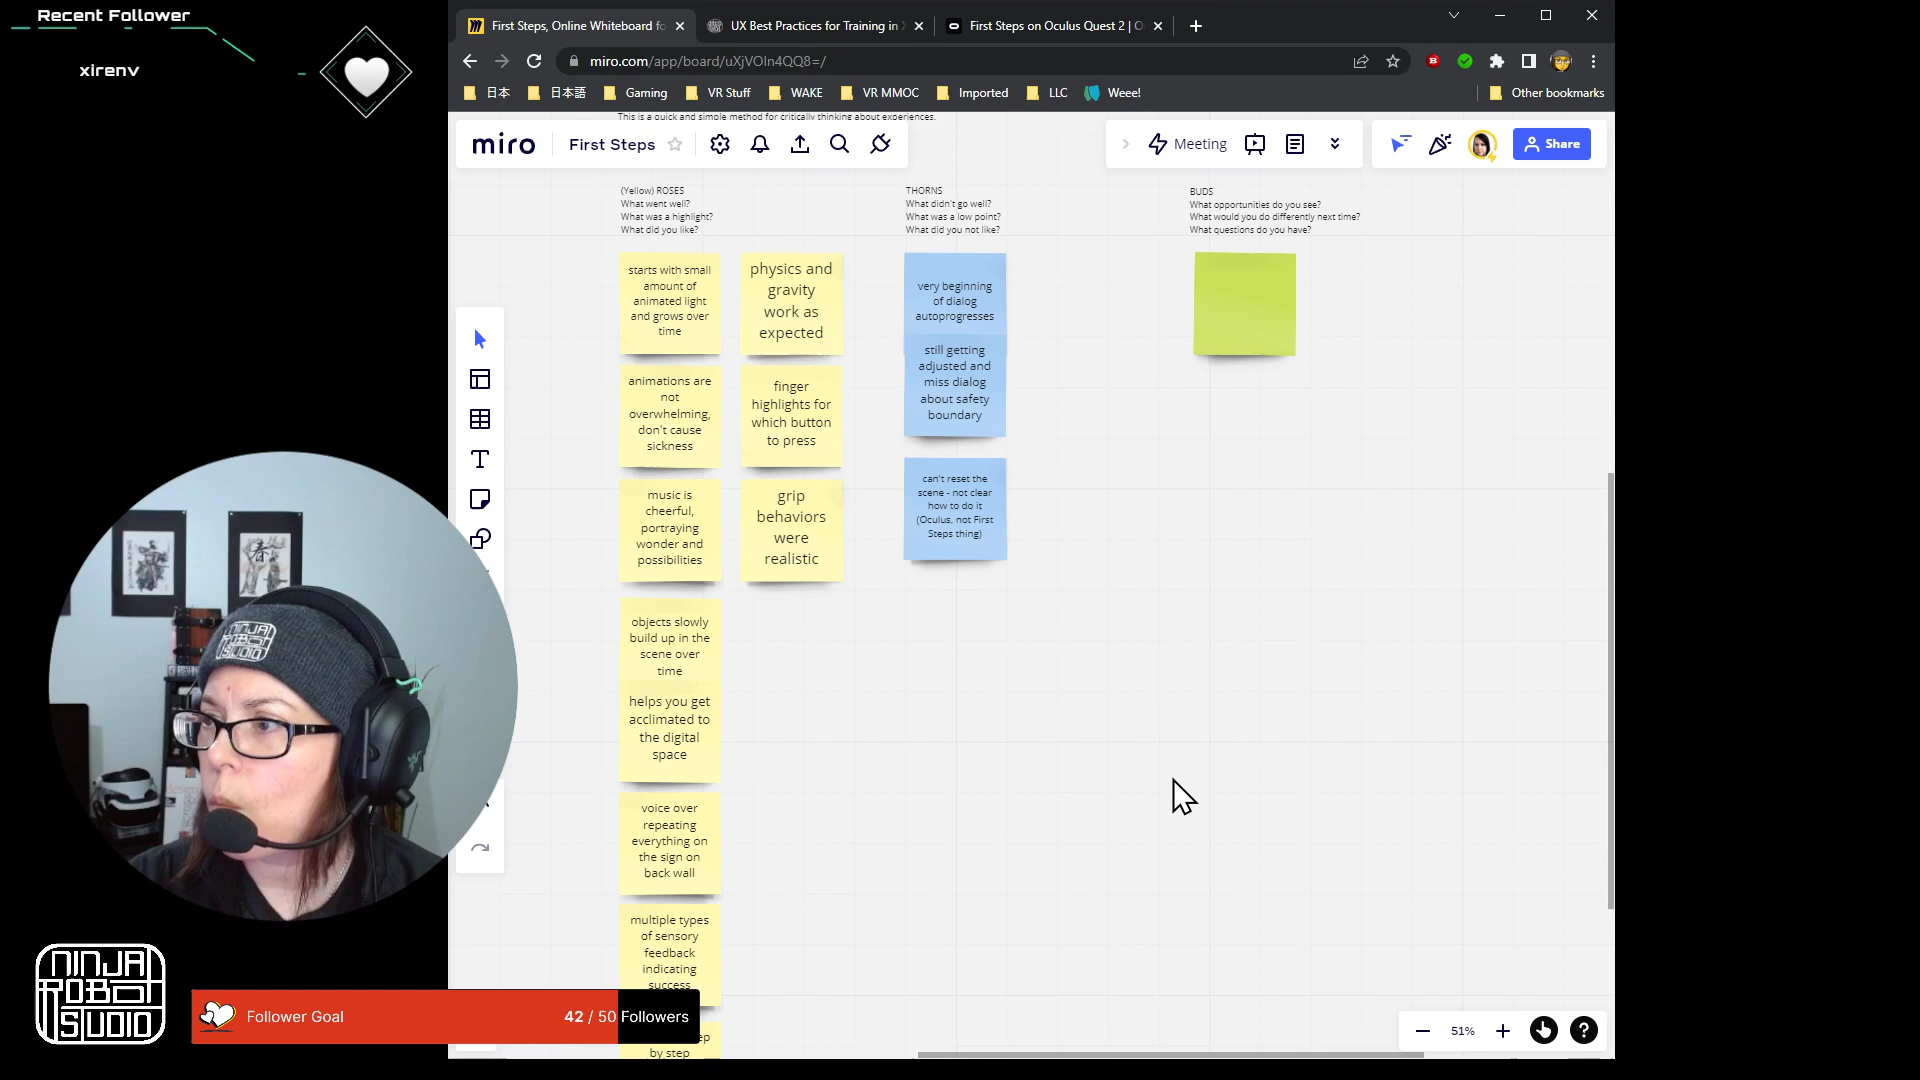 Recent Follower
xirenv
First Steps, Online Whiteboard fo
UX Best Practices for Training in
First Steps on Oculus Quest 2 | O
miro.com/app/board/uXjVOIn4QQ8=/
日本
日本語
Gaming
VR Stuff
WAKE
VR MMOC
Imported
LLC
Weee!
Other bookmarks
This is a quick and simple method for critically thinking about experiences.
miro
First Steps
Meeting
Share
(Yellow) ROSES
What went well?
What was a highlight?
What did you like?
THORNS
What didn't go well?
What was a low point?
What did you not like?
BUDS
What opportunities do you see?
What would you do differently next time?
What questions do you have?
starts with small
amount of
animated light
and grows over
time
physics and
gravity
work as
expected
very beginning
of dialog
autoprogresses
still getting
adjusted and
miss dialog
about safety
boundary
animations are
not
overwhelming,
don't cause
sickness
finger
highlights for
which button
to press
can't reset the
scene - not clear
how to do it
(Oculus, not First
Steps thing)
music is
cheerful,
portraying
wonder and
possibilities
grip
behaviors
were
realistic
objects slowly
build up in the
scene over
time
helps you get
acclimated to
the digital
space
voice over
repeating
everything on
the sign on
back wall
multiple types
of sensory
feedback
indicating
success
by step
春
NINJA
ROBOT
STUDIO
NINJA
ROBOT
STUDIO
Follower Goal
42 / 50 Followers
51%